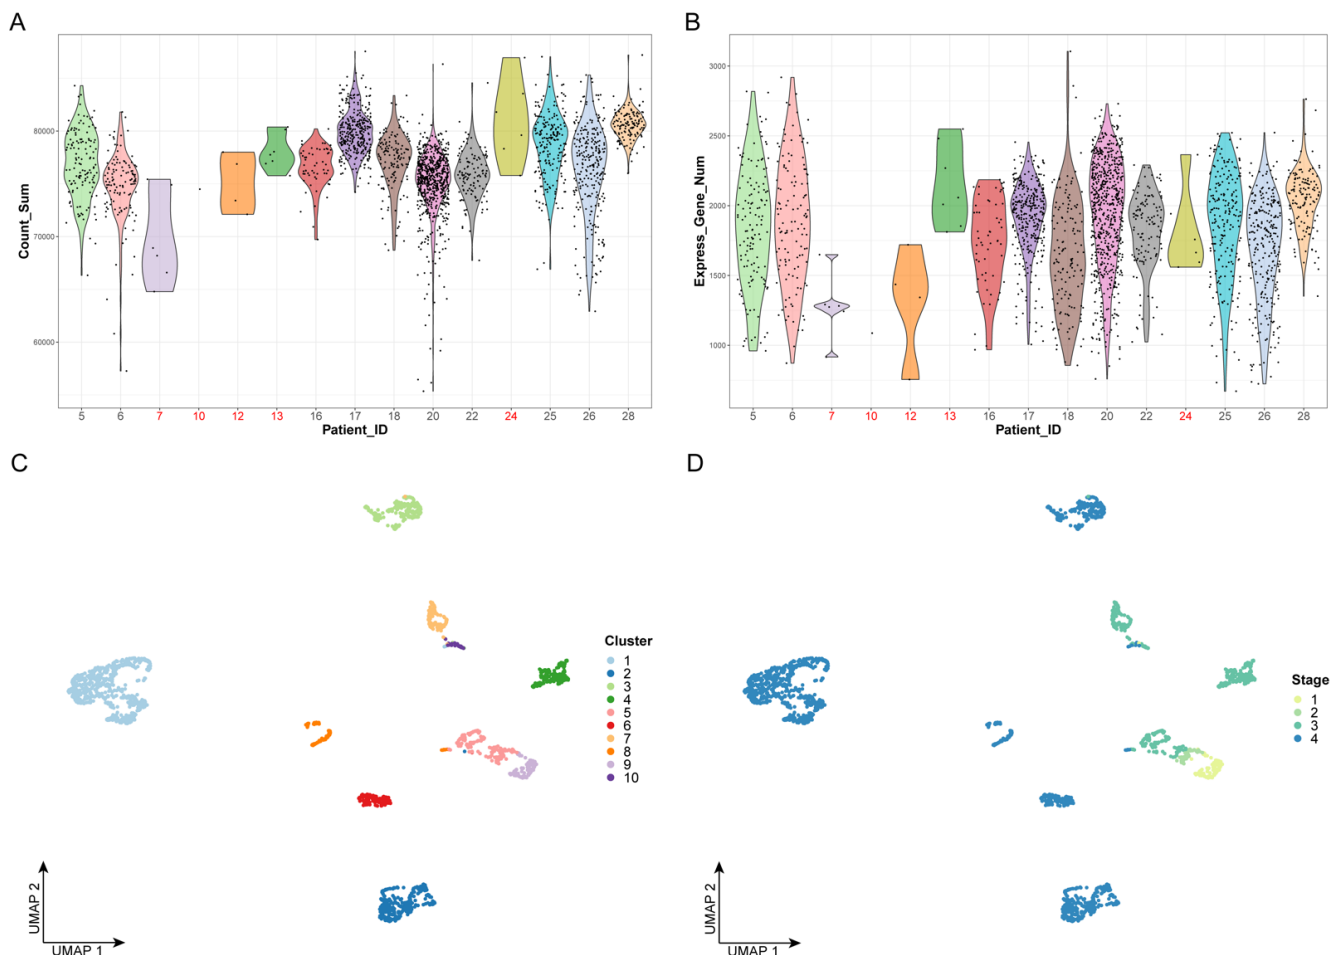 A
80000
70000
60000
Count_Sum
5 6 7 10 12 13 16 17 18 20 22 24 25 26 28
Patient_ID
B
3000
2500
2000
1500
1000
Express_Gene_Num
5 6 7 10 12 13 16 17 18 20 22 24 25 26 28
Patient_ID
C
Cluster
1
2
3
4
5
6
7
8
9
10
UMAP 2
UMAP 1
D
Stage
1
2
3
4
UMAP 2
UMAP 1